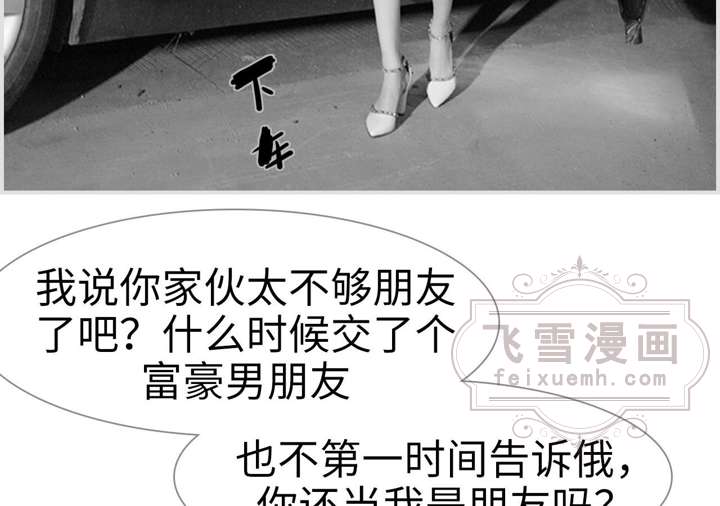 下
车
我说你家伙太不够朋友
了吧？什么时候交了个
富豪男朋友
飞雪漫画
feixuemh.com
也不第一时间告诉俄，
你还当我是朋友吗？